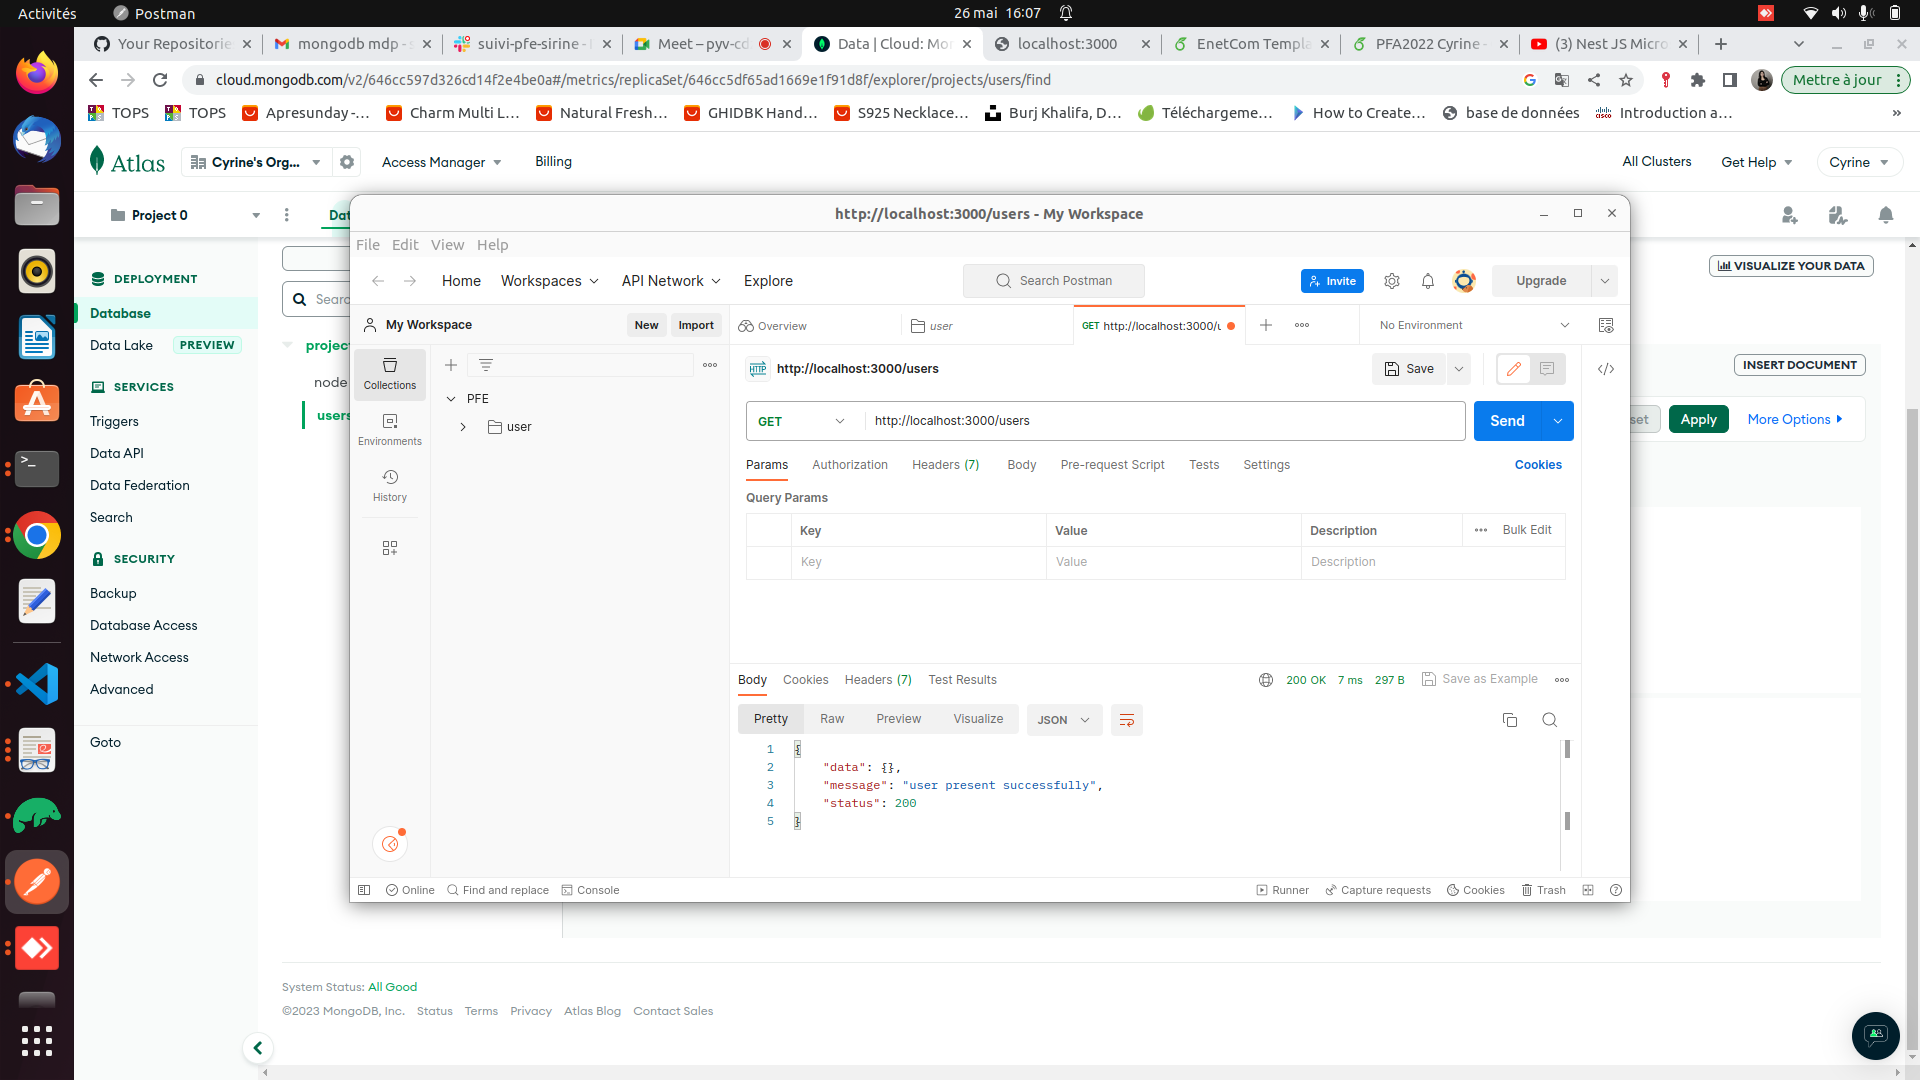 Activités
Postman
26 mai 16:07
Your Repositorie
mongodb mdp - s
suivi-pfe-sirine -
Meet – pyv-cd
Data | Cloud: Mon
localhost:3000
EnetCom Templa
PFA2022 Cyrine -
(3) Nest JS Micro
cloud.mongodb.com/v2/646cc597d326cd14f2e4be0a#/metrics/replicaSet/646cc5df65ad1669e1f91d8f/explorer/projects/users/find
Mettre à jour
TOPS
TOPS
Apresunday -...
Charm Multi L...
Natural Fresh...
GHIDBK Hand...
S925 Necklace...
Burj Khalifa, D...
Téléchargeme...
How to Create...
base de données
Introduction a...
»
Atlas
Cyrine's Org...
Access Manager
Billing
All Clusters
Get Help
Cyrine
Project 0
Dat
http://localhost:3000/users - My Workspace
File Edit View Help
Home
Workspaces
API Network
Explore
Search Postman
Invite
Upgrade
My Workspace
New
Import
Overview
user
GET http://localhost:3000/u
No Environment
Collections
Environments
History
PFE
user
HTTP
http://localhost:3000/users
Save
GET
http://localhost:3000/users
Send
Params
Authorization
Headers (7)
Body
Pre-request Script
Tests
Settings
Cookies
Query Params
Key
Value
Description
Bulk Edit
Key
Value
Description
Body
Cookies
Headers (7)
Test Results
200 OK
7 ms
297 B
Save as Example
Pretty
Raw
Preview
Visualize
JSON
1 {
2 "data": {},
3 "message": "user present successfully",
4 "status": 200
5 }
Online
Find and replace
Console
Runner
Capture requests
Cookies
Trash
DEPLOYMENT
Database
Data Lake
PREVIEW
SERVICES
Triggers
Data API
Data Federation
Search
SECURITY
Backup
Database Access
Network Access
Advanced
Goto
Searc
project
node
users
VISUALIZE YOUR DATA
INSERT DOCUMENT
set
Apply
More Options
System Status: All Good
©2023 MongoDB, Inc.
Status
Terms
Privacy
Atlas Blog
Contact Sales